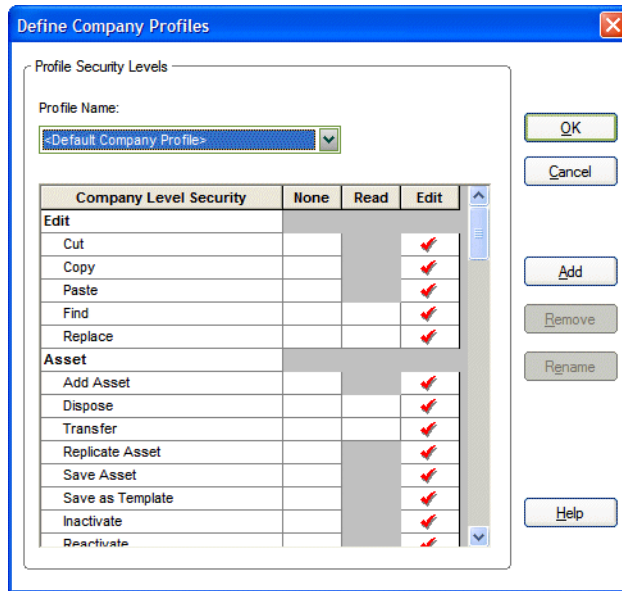 Define Company Profiles
Profile Security Levels
Profile Name:
<Default Company Profile>
OK
Cancel
Company Level Security None Read Edit
Edit
Cut
Copy
Paste
Find
Replace
Asset
Add Asset
Dispose
Transfer
Replicate Asset
Save Asset
Save as Template
Inactivate
Reactivate
Add
Remove
Rename
Help